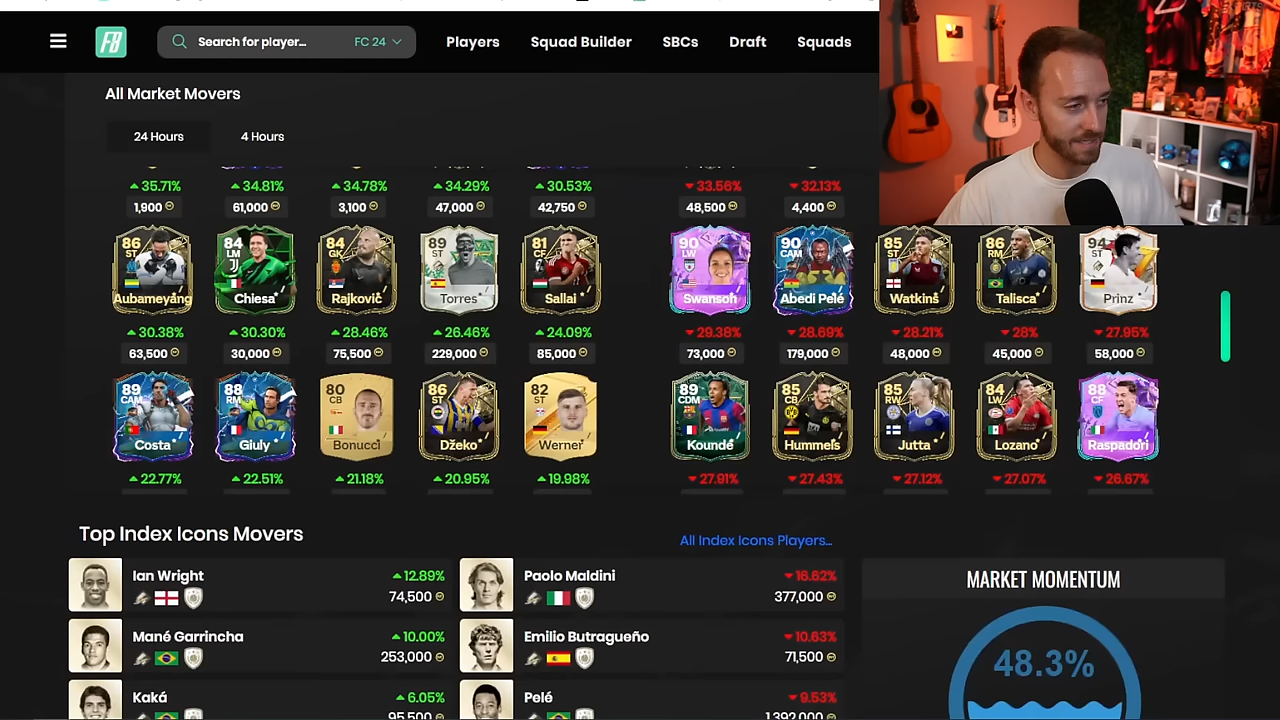 FB Search for player... FC 24 Players Squad Builder SBCs Draft Squads
All Market Movers
24 Hours 4 Hours
35.71% 34.81% 34.78% 34.29% 30.53% 33.56% 32.13%
1,900 61,000 3,100 47,000 42,750 48,500 4,400
86 ST Aubameyang 84 LM Chiesa 84 GK Rajković 89 ST Torres 81 CF Sallai 90 LW Swanson 90 CAM Abedi Pelé 85 ST Watkins 86 RM Talisca 94 ST Prinz
30.38% 30.30% 28.46% 26.46% 24.09% 29.38% 28.69% 28.21% 28% 27.95%
63,500 30,000 75,500 229,000 85,000 73,000 179,000 48,000 45,000 58,000
89 CDM Costa 88 RM Giuly 80 CB Bonucci 86 ST Džeko 82 ST Werner 89 CDM Koundé 85 CB Hummels 85 RW Jutta 84 LW Lozano 88 CF Raspadori
22.77% 22.51% 21.18% 20.95% 19.98% 27.91% 27.43% 27.12% 27.07% 26.67%
Top Index Icons Movers
All Index Icons Players...
Ian Wright 12.89% Paolo Maldini 16.62%
74,500 377,000
Mané Garrincha 10.00% Emilio Butragueño 10.63%
253,000 71,500
Kaká 6.05% Pelé 9.53%
95,500 1,392,000
MARKET MOMENTUM
48.3%